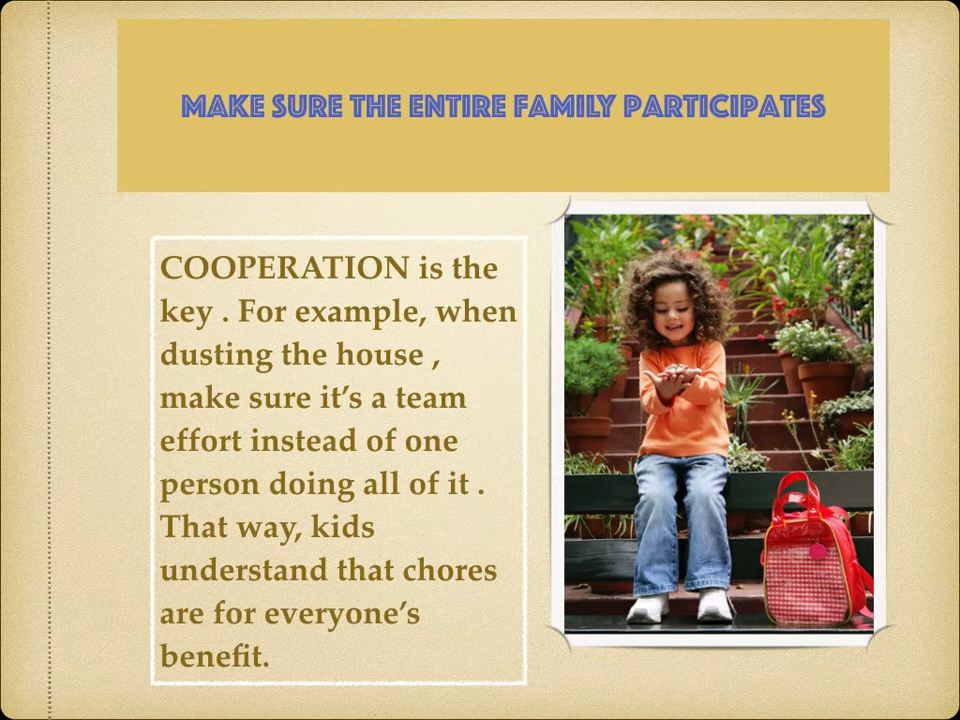 MAKE SURE THE ENTIRE FAMILY PARTICIPATES
COOPERATION is the
key . For example, when
dusting the house ,
make sure it’s a team
effort instead of one
person doing all of it .
That way, kids
understand that chores
are for everyone’s
benefit.